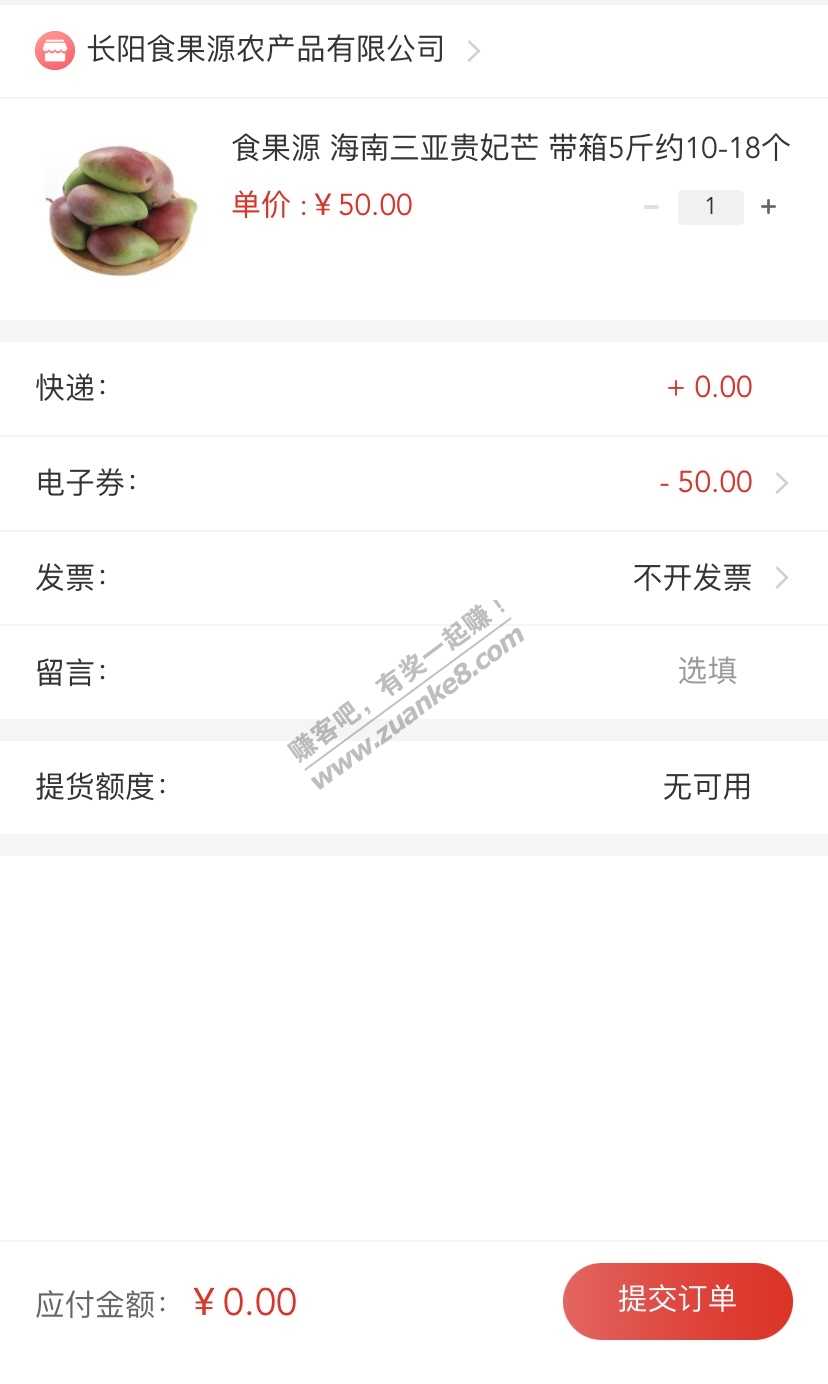 长阳食果源农产品有限公司
食果源 海南三亚贵妃芒 带箱5斤约10-18个
单价 : ¥ 50.00
− 1 +
快递: + 0.00
电子券: - 50.00
发票: 不开发票
留言: 选填
赚客吧，有奖一起赚！
www.zuanke8.com
提货额度: 无可用
应付金额: ¥ 0.00
提交订单